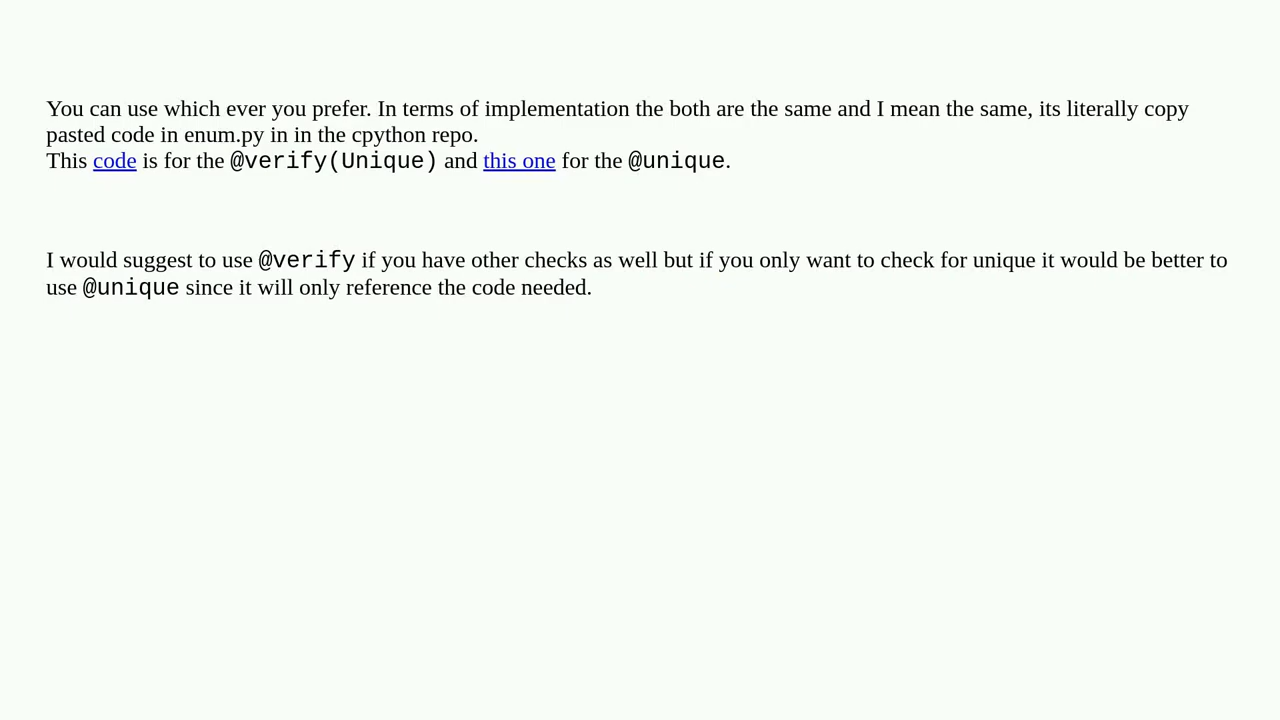 You can use which ever you prefer. In terms of implementation the both are the same and I mean the same, its literally copy
pasted code in enum.py in in the cpython repo.
This code is for the @verify(Unique) and this one for the @unique.
I would suggest to use @verify if you have other checks as well but if you only want to check for unique it would be better to
use @unique since it will only reference the code needed.